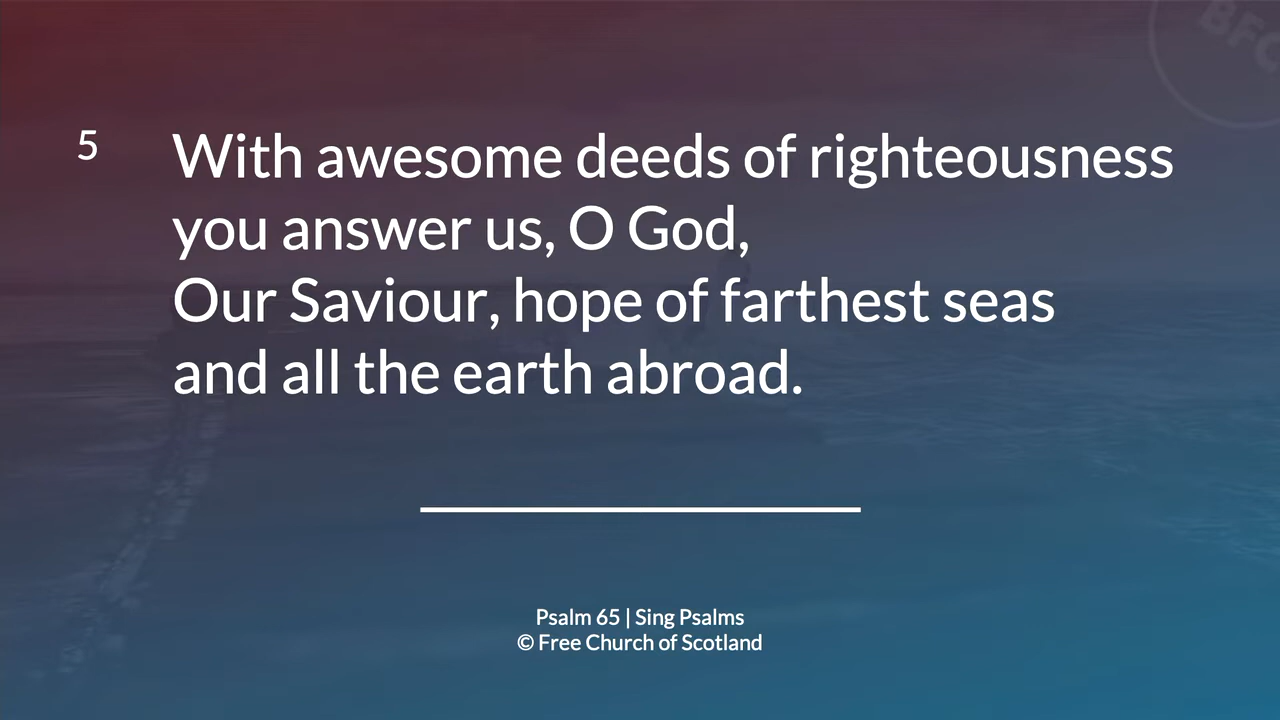 BFC
5
With awesome deeds of righteousness
you answer us, O God,
Our Saviour, hope of farthest seas
and all the earth abroad.
Psalm 65 | Sing Psalms
© Free Church of Scotland